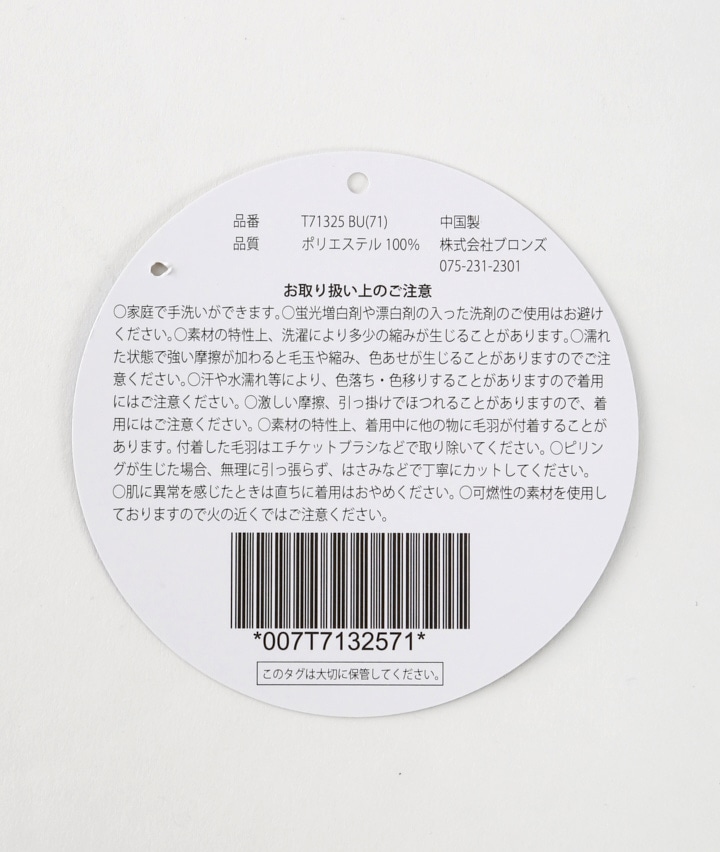 品番 T71325 BU(71) 中国製
品質 ポリエステル 100% 株式会社ブロンズ
075-231-2301
お取り扱い上のご注意
〇家庭で手洗いができます。〇蛍光増白剤や漂白剤の入った洗剤のご使用はお避け
ください。〇素材の特性上、洗濯により多少の縮みが生じることがあります。〇濡れ
た状態で強い摩擦が加わると毛玉や縮み、色あせが生じることがありますのでご注
意ください。〇汗や水濡れ等により、色落ち・色移りすることがありますので着用
にはご注意ください。〇激しい摩擦、引っ掛けでほつれることがありますので、着
用にはご注意ください。〇素材の特性上、着用中に他の物に毛羽が付着することが
あります。付着した毛羽はエチケットブラシなどで取り除いてください。〇ピリン
グが生じた場合、無理に引っ張らず、はさみなどで丁寧にカットしてください。
〇肌に異常を感じたときは直ちに着用はおやめください。〇可燃性の素材を使用し
ておりますので火の近くではご注意ください。
*007T7132571*
このタグは大切に保管してください。